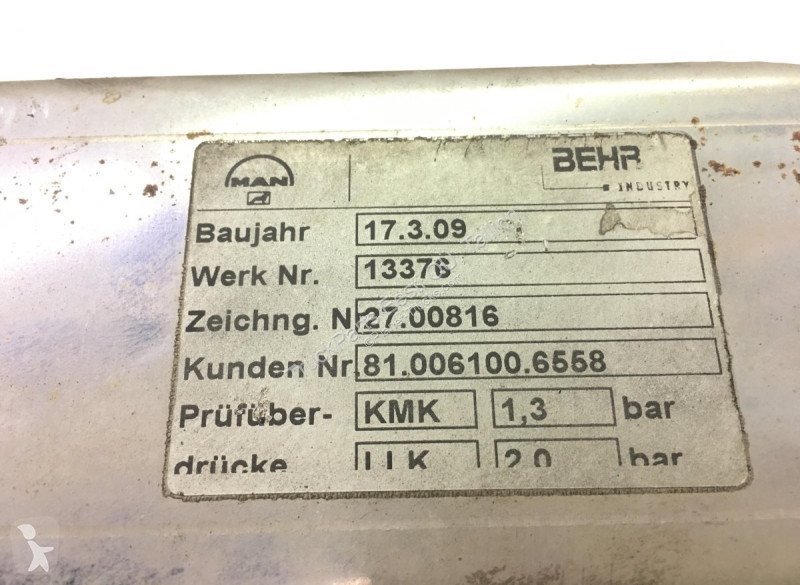 MAN
BEHR
INDUSTRY
Baujahr 17.3.09
Werk Nr. 13376
Zeichng. N 27.00816
Kunden Nr. 81.006100.6558
Prüfüber- KMK 1,3 bar
drücke LLK 2,0 bar